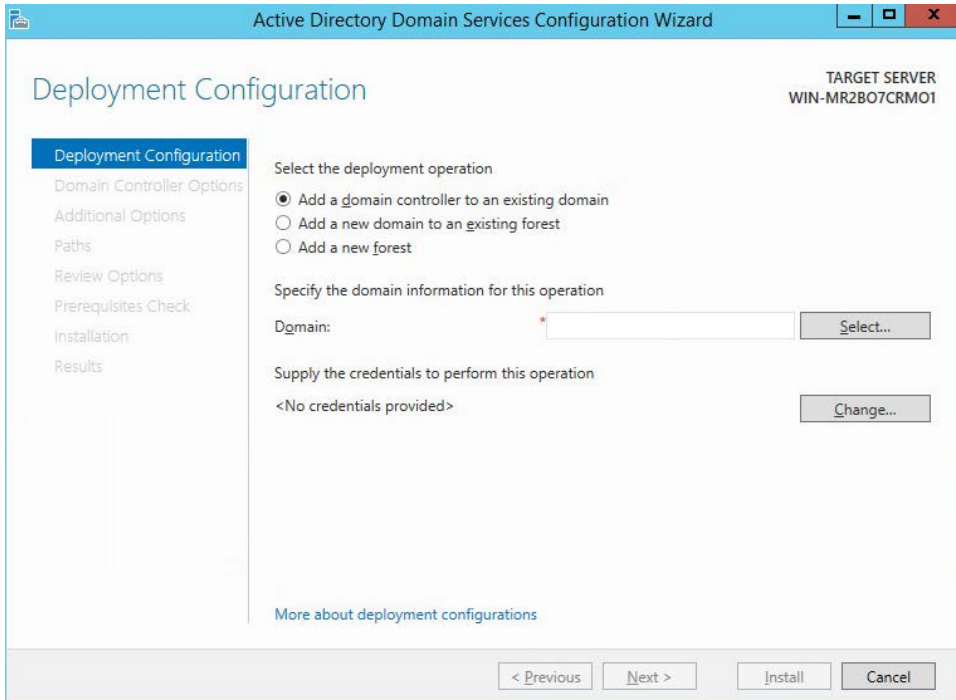 Active Directory Domain Services Configuration Wizard
Deployment Configuration
TARGET SERVER
WIN-MR2BO7CRMO1
Deployment Configuration
Domain Controller Options
Additional Options
Paths
Review Options
Prerequisites Check
Installation
Results
Select the deployment operation
Add a domain controller to an existing domain
Add a new domain to an existing forest
Add a new forest
Specify the domain information for this operation
Domain: * Select...
Supply the credentials to perform this operation
<No credentials provided> Change...
More about deployment configurations
< Previous Next > Install Cancel